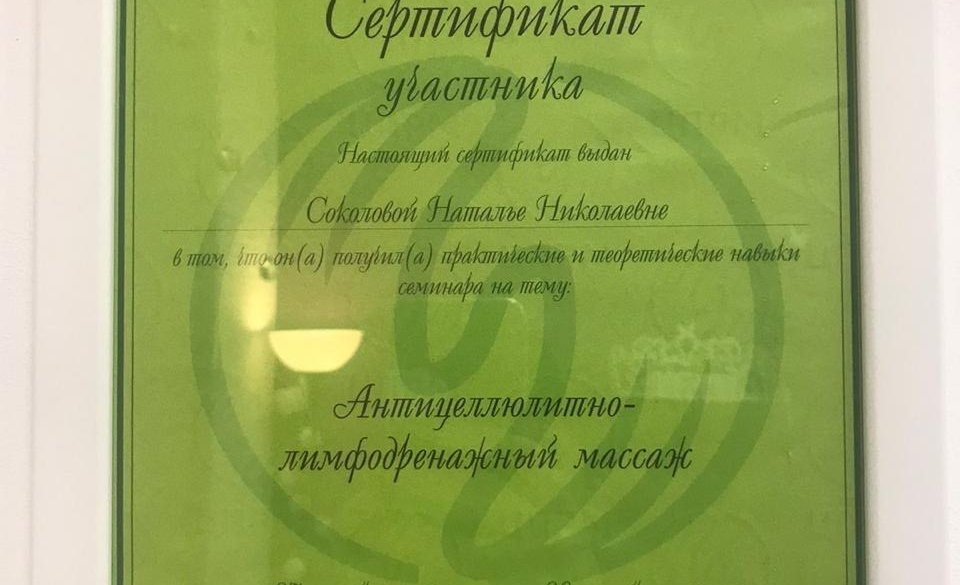 Сертификат
участника
Настоящий сертификат выдан
Соколовой Наталье Николаевне
в том, что он(а) получил(а) практические и теоретические навыки
семинара на тему:
Антицеллюлитно-
лимфодренажный массаж